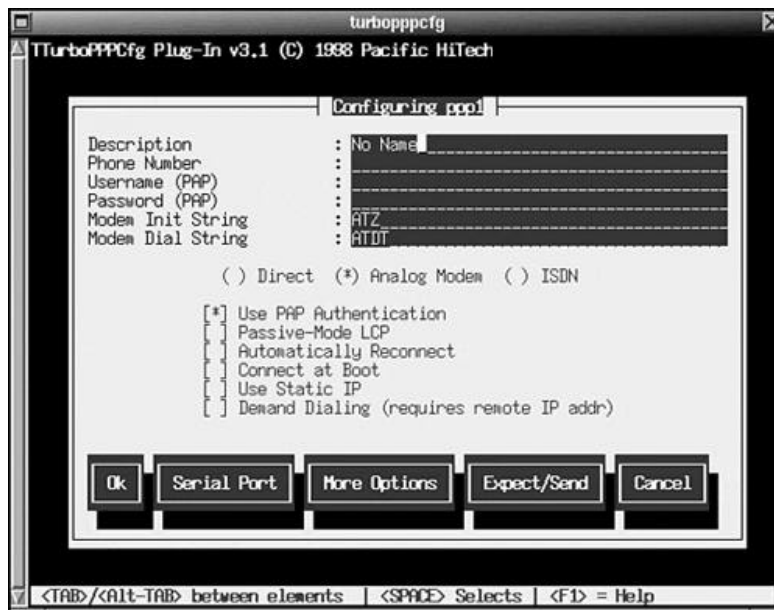 turbopppcfg
TTurboPPPCfg Plug-In v3.1 (C) 1998 Pacific HiTech
Configuring ppp1
Description : No Name
Phone Number :
Username (PAP) :
Password (PAP) :
Modem Init String : ATZ
Modem Dial String : ATDT
( ) Direct (*) Analog Modem ( ) ISDN
[*] Use PAP Authentication
[ ] Passive-Mode LCP
[ ] Automatically Reconnect
[ ] Connect at Boot
[ ] Use Static IP
[ ] Demand Dialing (requires remote IP addr)
Ok Serial Port More Options Expect/Send Cancel
<TAB>/<Alt-TAB> between elements | <SPACE> Selects | <F1> = Help